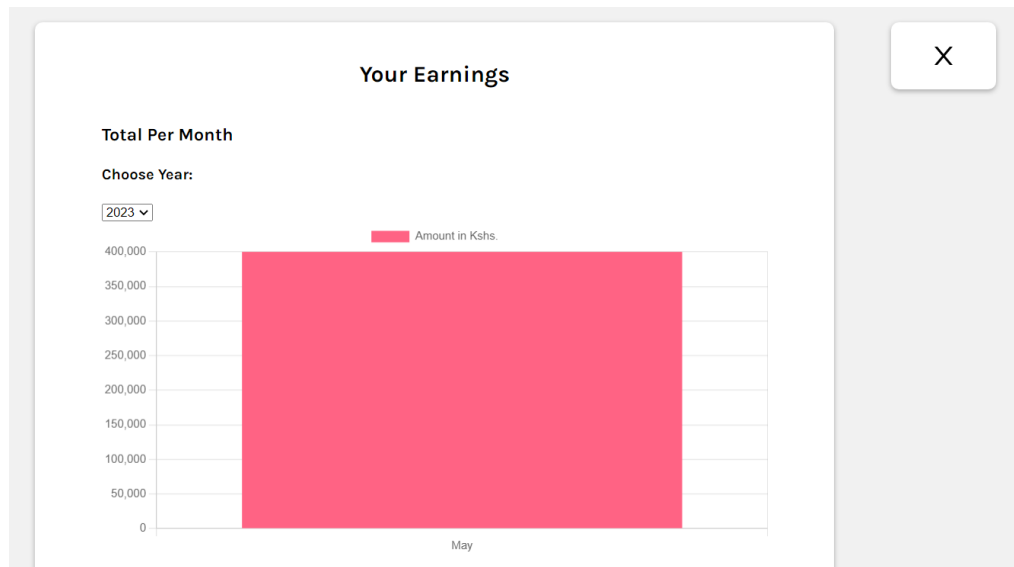 Your Earnings
X
Total Per Month
Choose Year:
2023
Amount in Kshs.
400,000
350,000
300,000
250,000
200,000
150,000
100,000
50,000
0
May